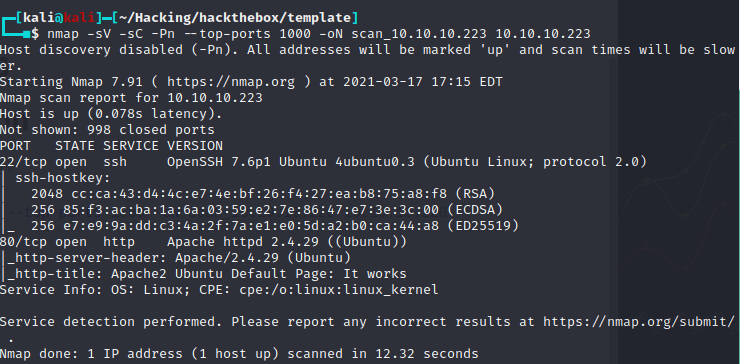 ┌─[kali@kali]─[~/Hacking/hackthebox/template]
└──■ $ nmap -sV -sC -Pn --top-ports 1000 -oN scan_10.10.10.223 10.10.10.223
Host discovery disabled (-Pn). All addresses will be marked 'up' and scan times will be slow
er.
Starting Nmap 7.91 ( https://nmap.org ) at 2021-03-17 17:15 EDT
Nmap scan report for 10.10.10.223
Host is up (0.078s latency).
Not shown: 998 closed ports
PORT   STATE SERVICE VERSION
22/tcp open  ssh     OpenSSH 7.6p1 Ubuntu 4ubuntu0.3 (Ubuntu Linux; protocol 2.0)
| ssh-hostkey:
|   2048 cc:ca:43:d4:4c:e7:4e:bf:26:f4:27:ea:b8:75:a8:f8 (RSA)
|   256 85:f3:ac:ba:1a:6a:03:59:e2:7e:86:47:e7:3e:3c:00 (ECDSA)
|_  256 e7:e9:9a:dd:c3:4a:2f:7a:e1:e0:5d:a2:b0:ca:44:a8 (ED25519)
80/tcp open  http    Apache httpd 2.4.29 ((Ubuntu))
|_http-server-header: Apache/2.4.29 (Ubuntu)
|_http-title: Apache2 Ubuntu Default Page: It works
Service Info: OS: Linux; CPE: cpe:/o:linux:linux_kernel
Service detection performed. Please report any incorrect results at https://nmap.org/submit/
 .
Nmap done: 1 IP address (1 host up) scanned in 12.32 seconds